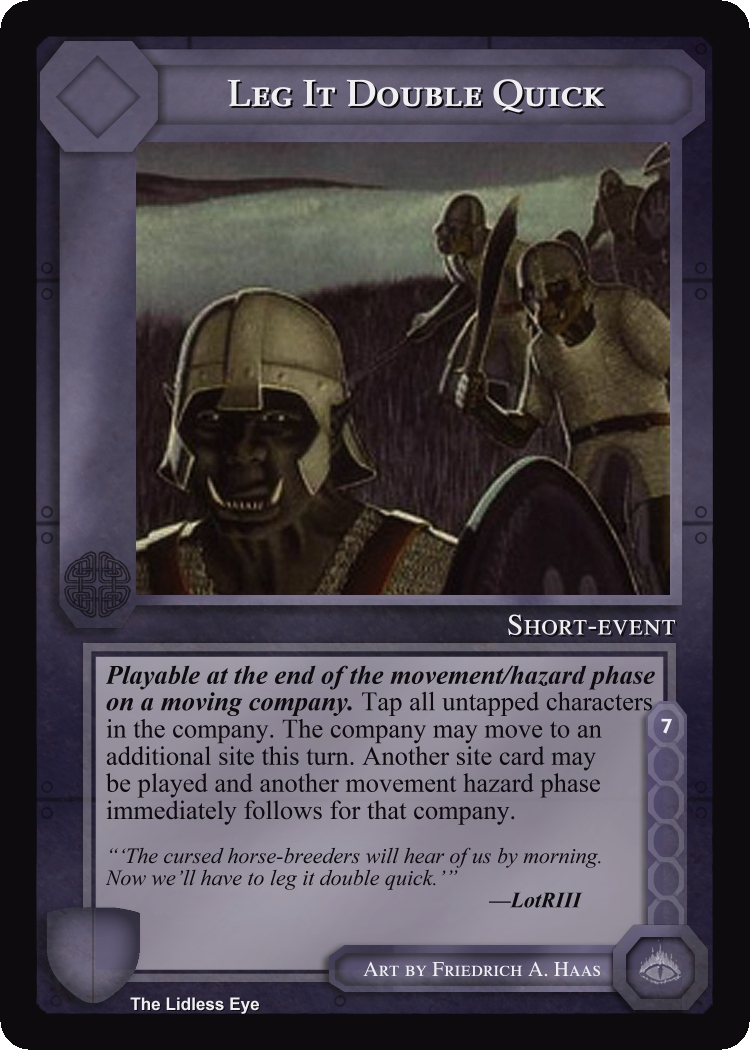 Leg It Double Quick
Short-event
Playable at the end of the movement/hazard phase
on a moving company. Tap all untapped characters
in the company. The company may move to an
additional site this turn. Another site card may
be played and another movement hazard phase
immediately follows for that company.
7
“‘The cursed horse-breeders will hear of us by morning.
Now we’ll have to leg it double quick.’”
—LotRIII
Art by Friedrich A. Haas
The Lidless Eye